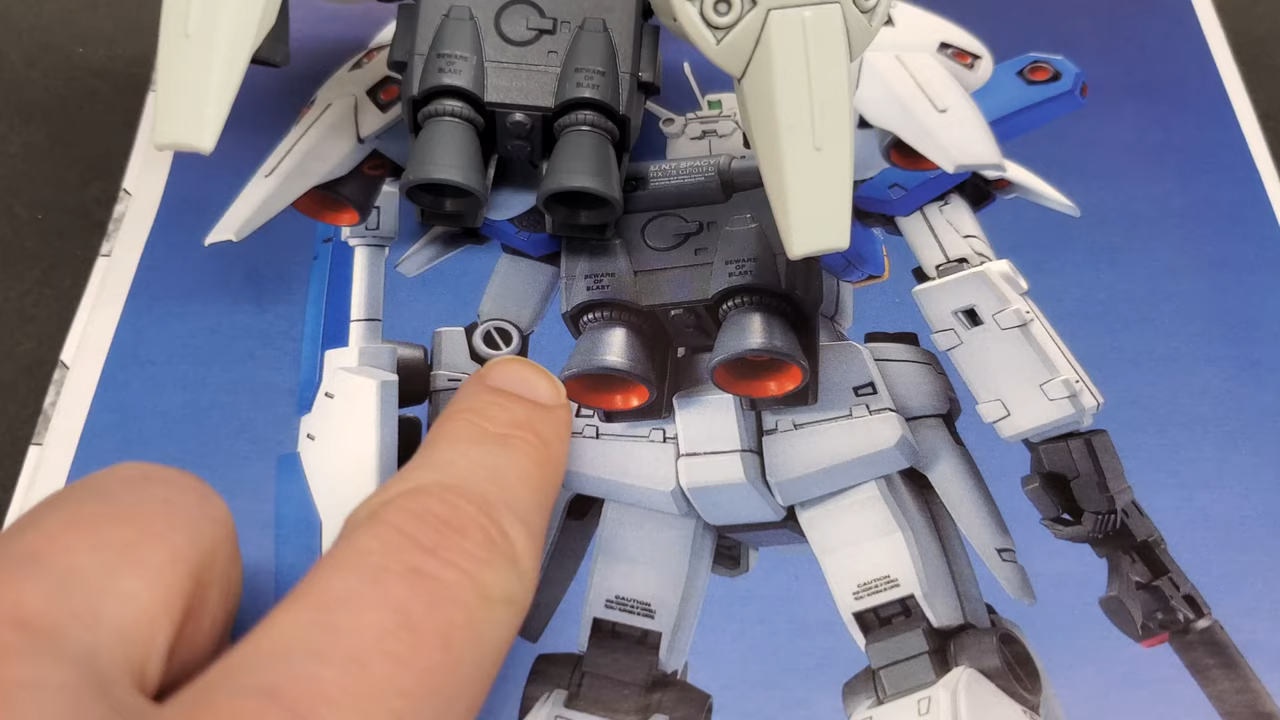 BEWARE
OF
BLAST
BEWARE
OF
BLAST
U.N.T SPACY
RX-78 GP01Fb
BEWARE
OF
BLAST
BEWARE
OF
BLAST
CAUTION
CAUTION